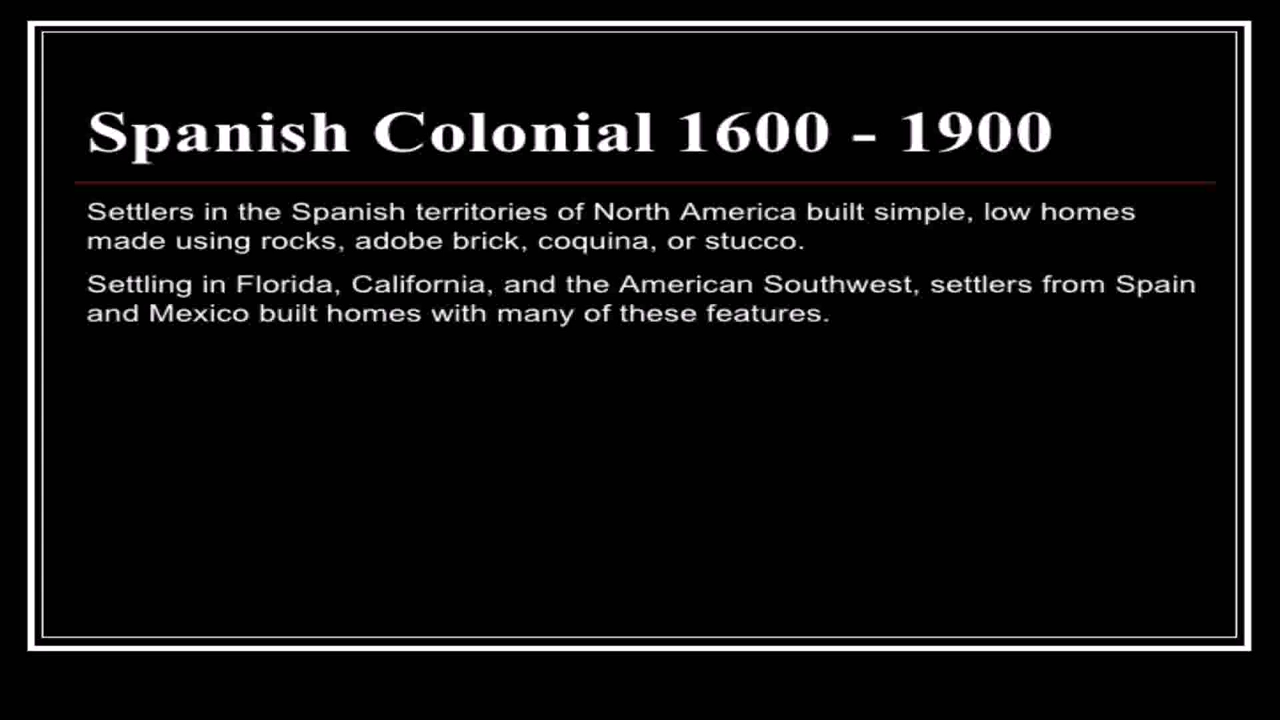 Spanish Colonial 1600 - 1900
Settlers in the Spanish territories of North America built simple, low homes
made using rocks, adobe brick, coquina, or stucco.
Settling in Florida, California, and the American Southwest, settlers from Spain
and Mexico built homes with many of these features.